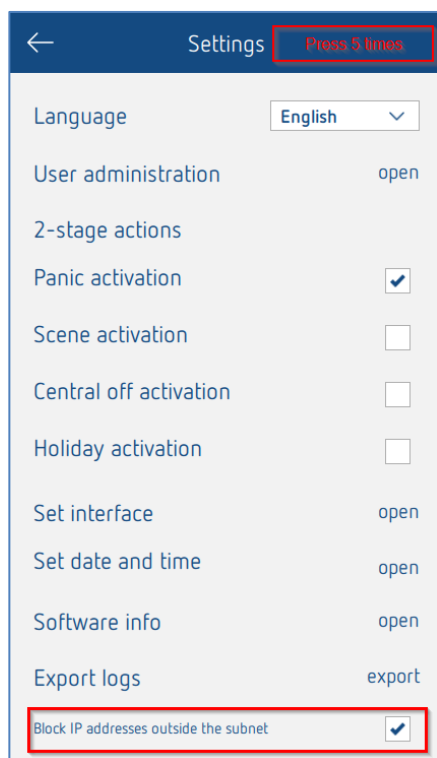 Settings Press 5 times
Language English
User administration open
2-stage actions
Panic activation
Scene activation
Central off activation
Holiday activation
Set interface open
Set date and time open
Software info open
Export logs export
Block IP addresses outside the subnet